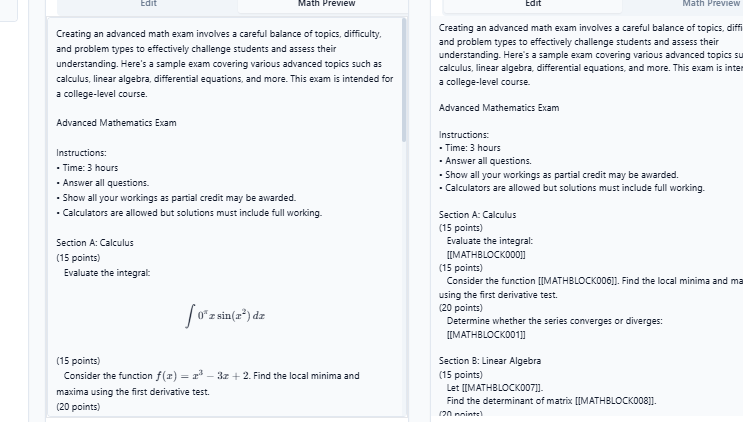 Edit
Math Preview
Creating an advanced math exam involves a careful balance of topics, difficulty,
and problem types to effectively challenge students and assess their
understanding. Here's a sample exam covering various advanced topics such as
calculus, linear algebra, differential equations, and more. This exam is intended for
a college-level course.
Advanced Mathematics Exam
Instructions:
• Time: 3 hours
• Answer all questions.
• Show all your workings as partial credit may be awarded.
• Calculators are allowed but solutions must include full working.
Section A: Calculus
(15 points)
Evaluate the integral:
∫ 0^π x sin(x²) dx
(15 points)
Consider the function f(x) = x³ − 3x + 2. Find the local minima and
maxima using the first derivative test.
(20 points)
Edit
Math Preview
Creating an advanced math exam involves a careful balance of topics, diffi
and problem types to effectively challenge students and assess their
understanding. Here's a sample exam covering various advanced topics su
calculus, linear algebra, differential equations, and more. This exam is inter
a college-level course.
Advanced Mathematics Exam
Instructions:
• Time: 3 hours
• Answer all questions.
• Show all your workings as partial credit may be awarded.
• Calculators are allowed but solutions must include full working.
Section A: Calculus
(15 points)
Evaluate the integral:
[[MATHBLOCK000]]
(15 points)
Consider the function [[MATHBLOCK006]]. Find the local minima and ma
using the first derivative test.
(20 points)
Determine whether the series converges or diverges:
[[MATHBLOCK001]]
Section B: Linear Algebra
(15 points)
Let [[MATHBLOCK007]].
Find the determinant of matrix [[MATHBLOCK008]].
(20 points)